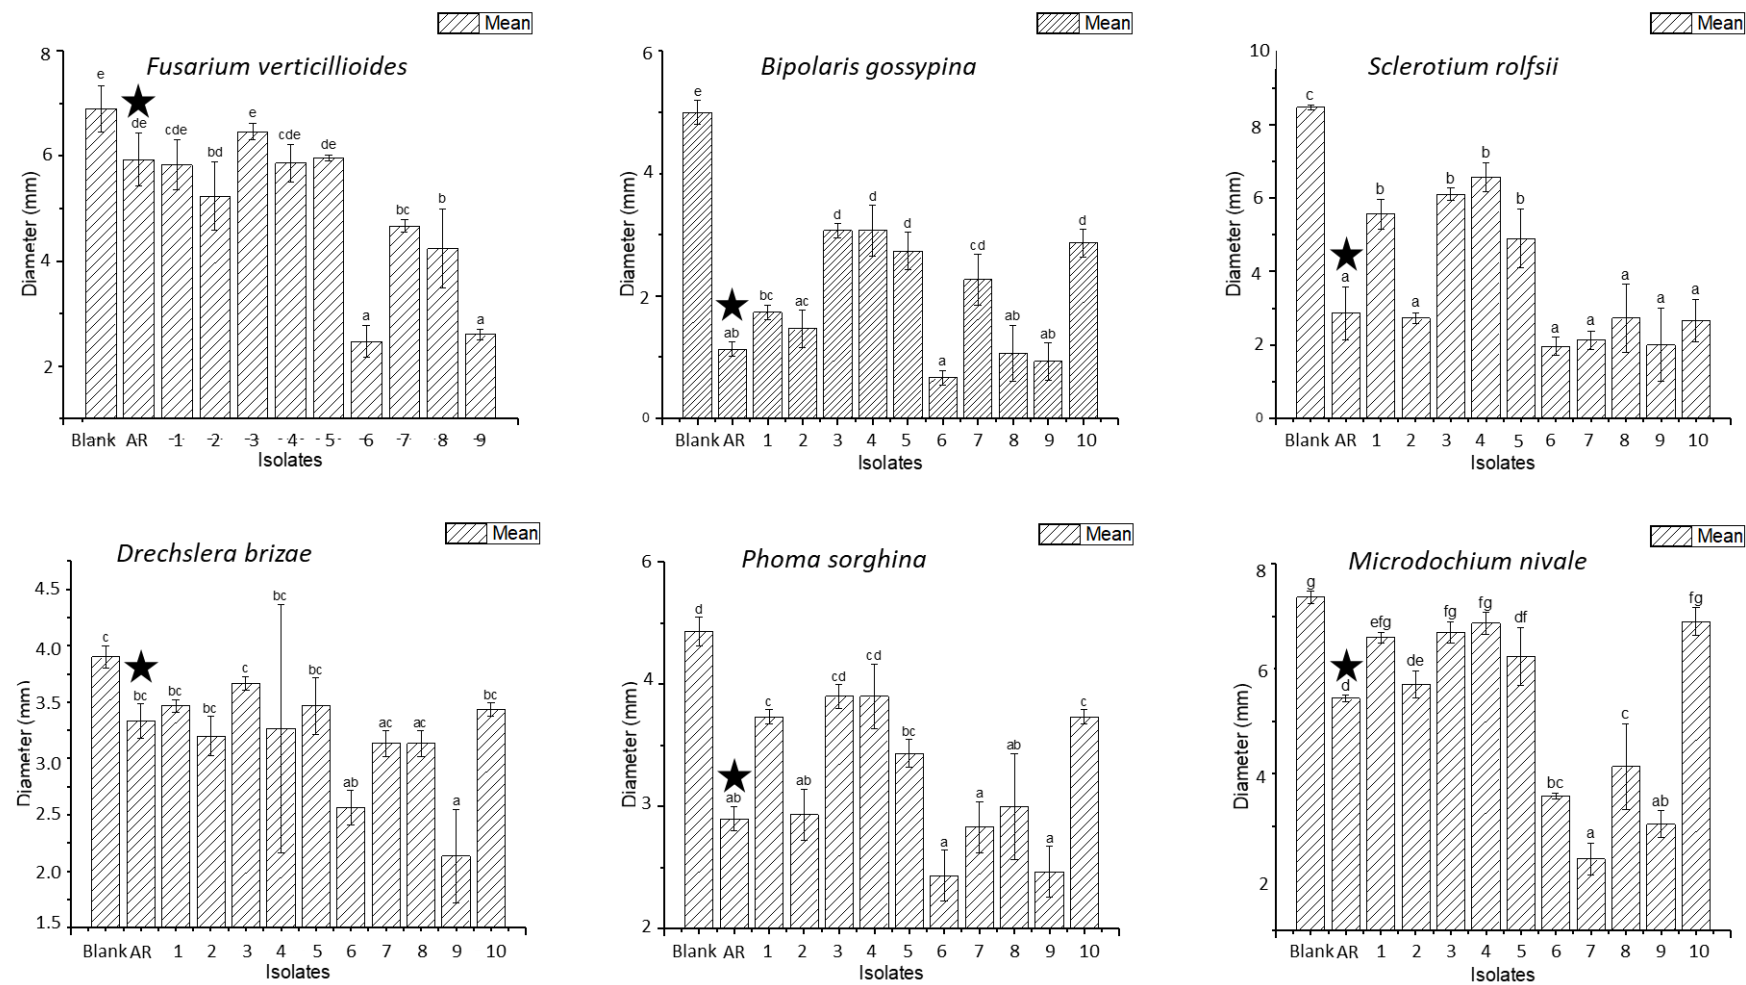 Mean
Fusarium verticillioides
8
6
4
2
Diameter (mm)
e
de
cde
bd
e
cde
de
a
bc
b
a
Blank AR -1- -2- -3 -4- -5- -6 -7 8 9
Isolates
Mean
Bipolaris gossypina
6
4
2
0
Diameter (mm)
e
ab
bc
ac
d
d
d
a
cd
ab
ab
d
Blank AR 1 2 3 4 5 6 7 8 9 10
Isolates
Mean
Sclerotium rolfsii
10
8
6
4
2
0
Diameter (mm)
c
a
b
a
b
b
b
a
a
a
a
a
Blank AR 1 2 3 4 5 6 7 8 9 10
Isolates
Mean
Drechslera brizae
4.5
4.0
3.5
3.0
2.5
2.0
1.5
Diameter (mm)
c
bc
bc
bc
c
bc
bc
ab
ac
ac
a
bc
Blank AR 1 2 3 4 5 6 7 8 9 10
Isolates
Mean
Phoma sorghina
6
4
3
2
Diameter (mm)
d
ab
c
ab
cd
cd
bc
a
a
ab
a
c
Blank AR 1 2 3 4 5 6 7 8 9 10
Isolates
Mean
Microdochium nivale
8
6
4
2
Diameter (mm)
g
d
efg
de
fg
fg
df
bc
a
c
ab
fg
Blank AR 1 2 3 4 5 6 7 8 9 10
Isolates